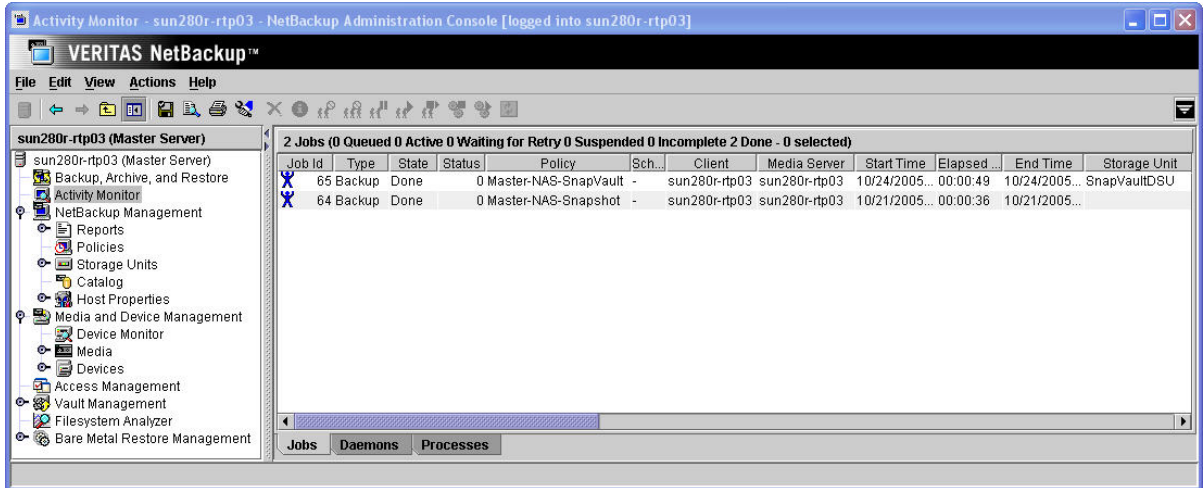 Activity Monitor - sun280r-rtp03 - NetBackup Administration Console [logged into sun280r-rtp03]
VERITAS NetBackup™
File Edit View Actions Help
sun280r-rtp03 (Master Server)
2 Jobs (0 Queued 0 Active 0 Waiting for Retry 0 Suspended 0 Incomplete 2 Done - 0 selected)
Job Id Type State Status Policy Sch... Client Media Server Start Time Elapsed ... End Time Storage Unit
65 Backup Done 0 Master-NAS-SnapVault - sun280r-rtp03 sun280r-rtp03 10/24/2005... 00:00:49 10/24/2005... SnapVaultDSU
64 Backup Done 0 Master-NAS-Snapshot - sun280r-rtp03 sun280r-rtp03 10/21/2005... 00:00:36 10/21/2005...
sun280r-rtp03 (Master Server)
Backup, Archive, and Restore
Activity Monitor
NetBackup Management
Reports
Policies
Storage Units
Catalog
Host Properties
Media and Device Management
Device Monitor
Media
Devices
Access Management
Vault Management
Filesystem Analyzer
Bare Metal Restore Management
Jobs Daemons Processes